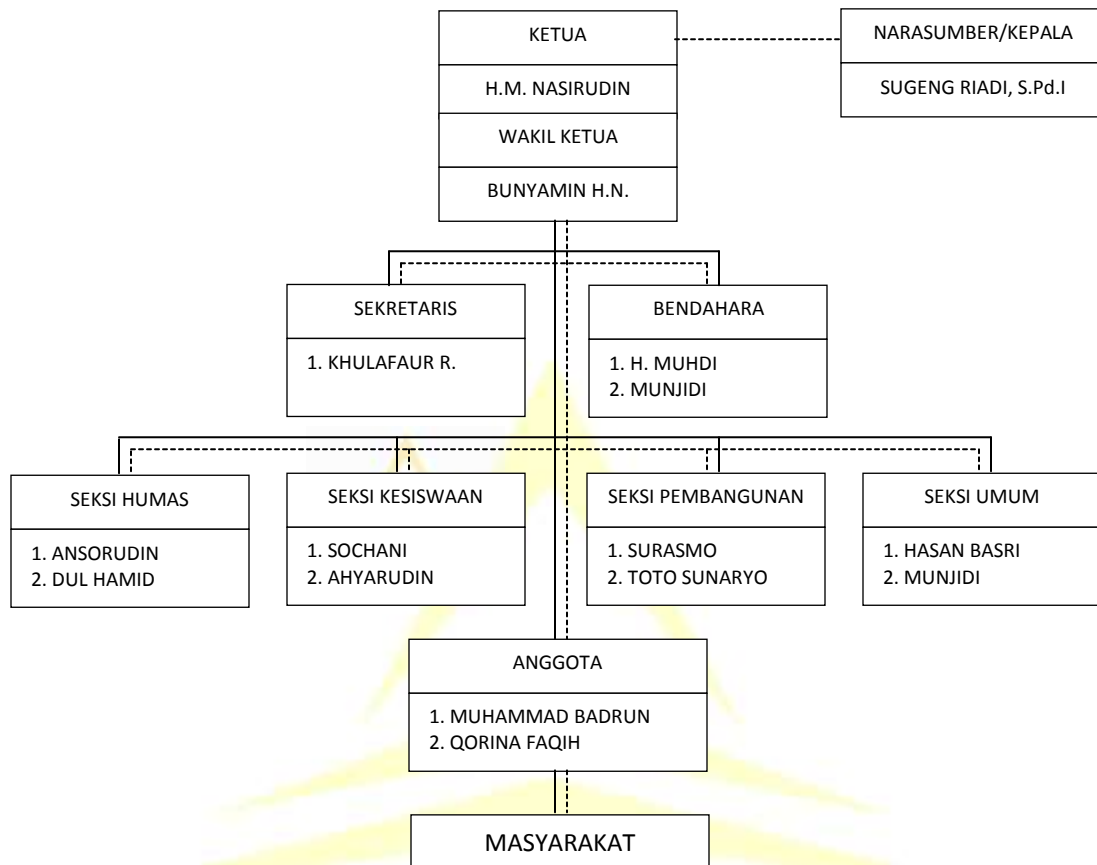 KETUA
NARASUMBER/KEPALA
H.M. NASIRUDIN
SUGENG RIADI, S.Pd.I
WAKIL KETUA
BUNYAMIN H.N.
SEKRETARIS
1. KHULAFAUR R.
BENDAHARA
1. H. MUHDI
2. MUNJIDI
SEKSI HUMAS
1. ANSORUDIN
2. DUL HAMID
SEKSI KESISWAAN
1. SOCHANI
2. AHYARUDIN
SEKSI PEMBANGUNAN
1. SURASMO
2. TOTO SUNARYO
SEKSI UMUM
1. HASAN BASRI
2. MUNJIDI
ANGGOTA
1. MUHAMMAD BADRUN
2. QORINA FAQIH
MASYARAKAT